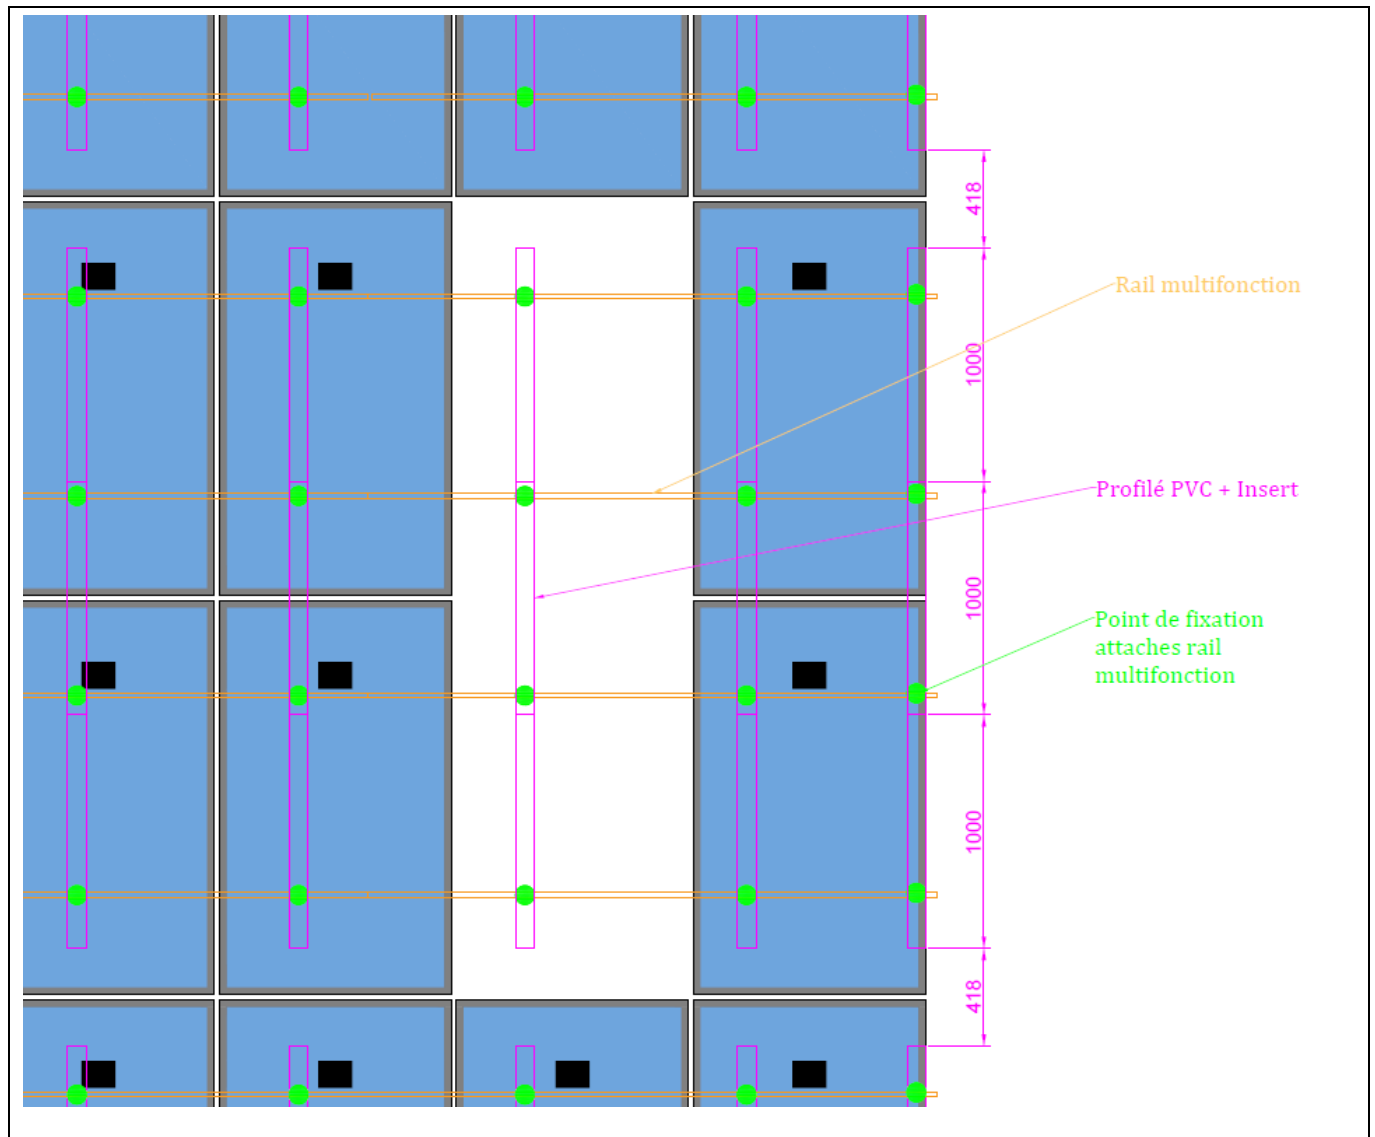 418
Rail multifonction
1000
Profilé PVC + Insert
1000
Point de fixation
attaches rail
multifonction
1000
418